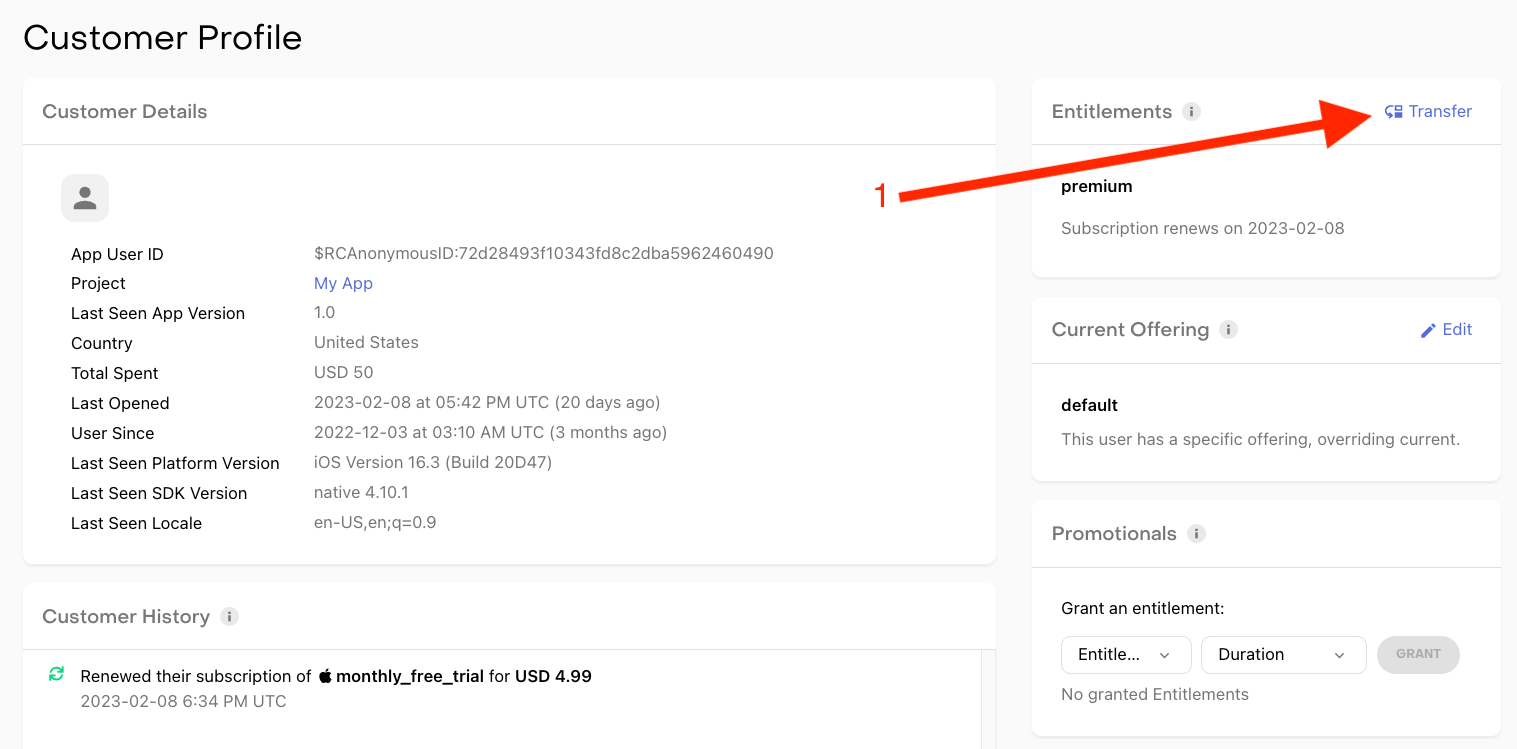 Customer Profile
Customer Details
App User ID $RCAnonymousID:72d28493f10343fd8c2dba5962460490
Project My App
Last Seen App Version 1.0
Country United States
Total Spent USD 50
Last Opened 2023-02-08 at 05:42 PM UTC (20 days ago)
User Since 2022-12-03 at 03:10 AM UTC (3 months ago)
Last Seen Platform Version iOS Version 16.3 (Build 20D47)
Last Seen SDK Version native 4.10.1
Last Seen Locale en-US,en;q=0.9
Customer History i
Renewed their subscription of monthly_free_trial for USD 4.99
2023-02-08 6:34 PM UTC
1
Entitlements i Transfer
premium
Subscription renews on 2023-02-08
Current Offering i Edit
default
This user has a specific offering, overriding current.
Promotionals i
Grant an entitlement:
Entitle... Duration GRANT
No granted Entitlements